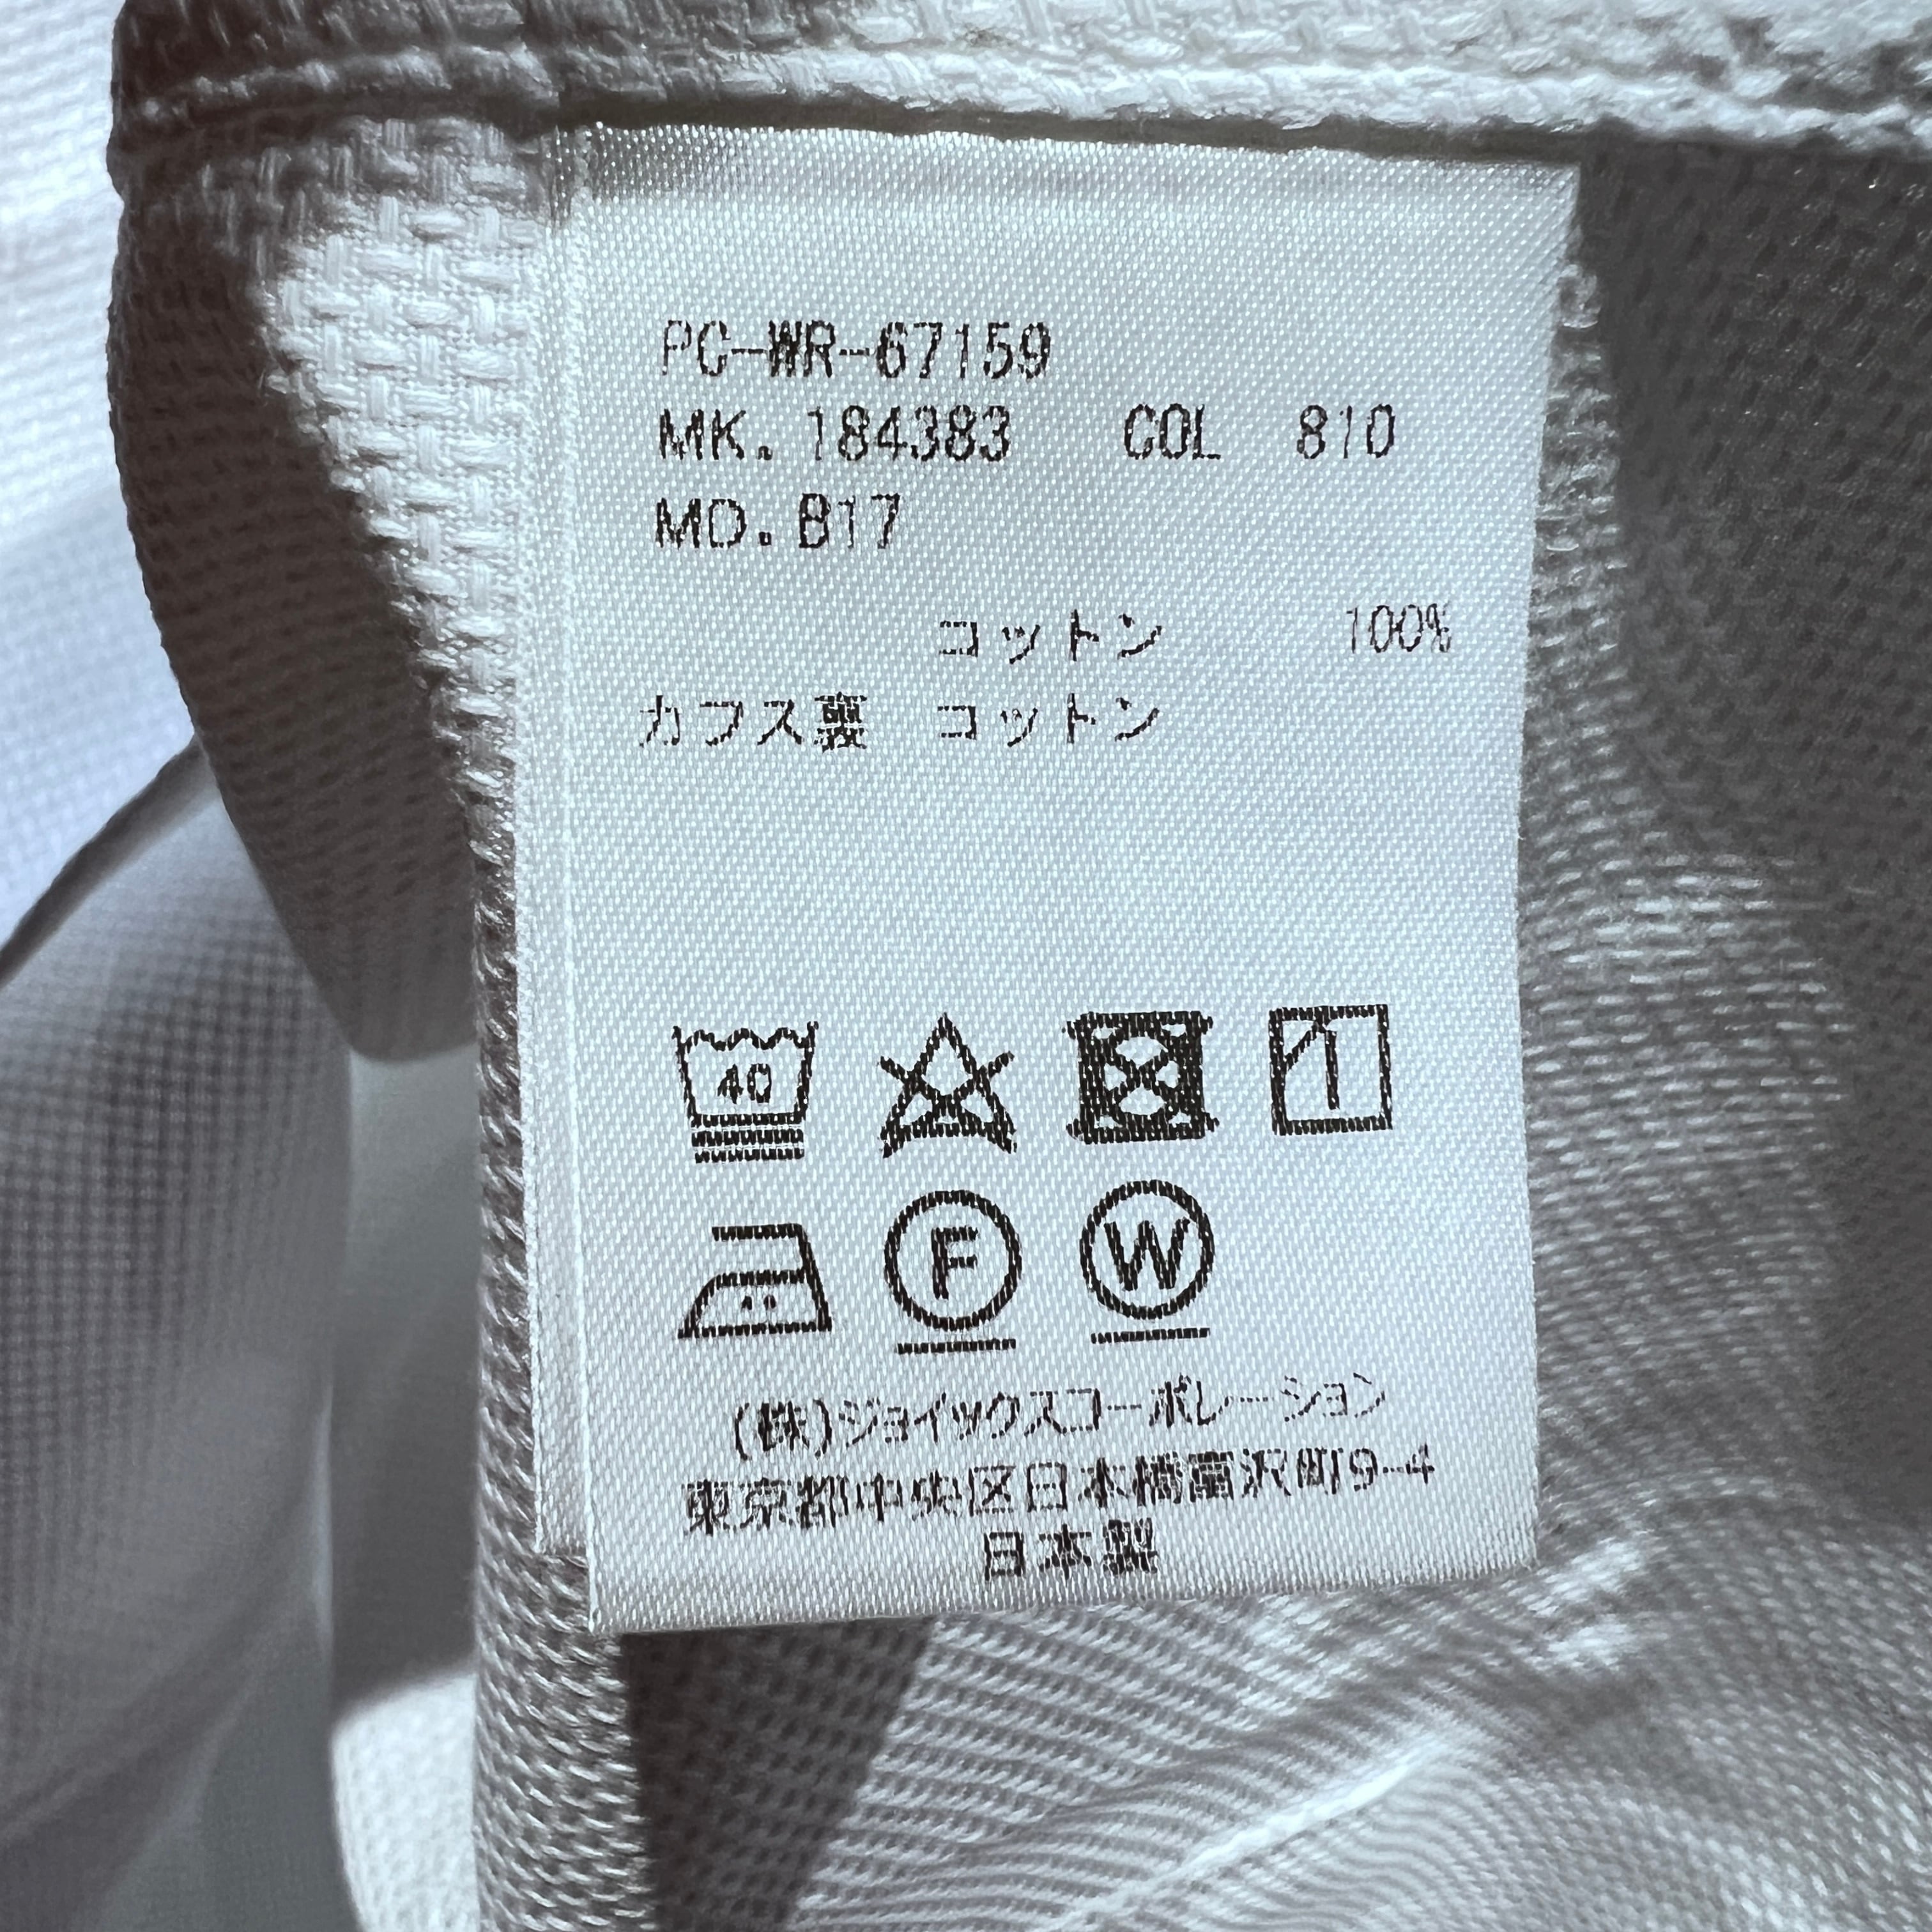 PC-WR-67159
MK. 184383 COL 810
MD. B17
コットン 100%
カフス裏 コットン
40
F W
(株)ジョイックスコーポレーション
東京都中央区日本橋富沢町9-4
日本製